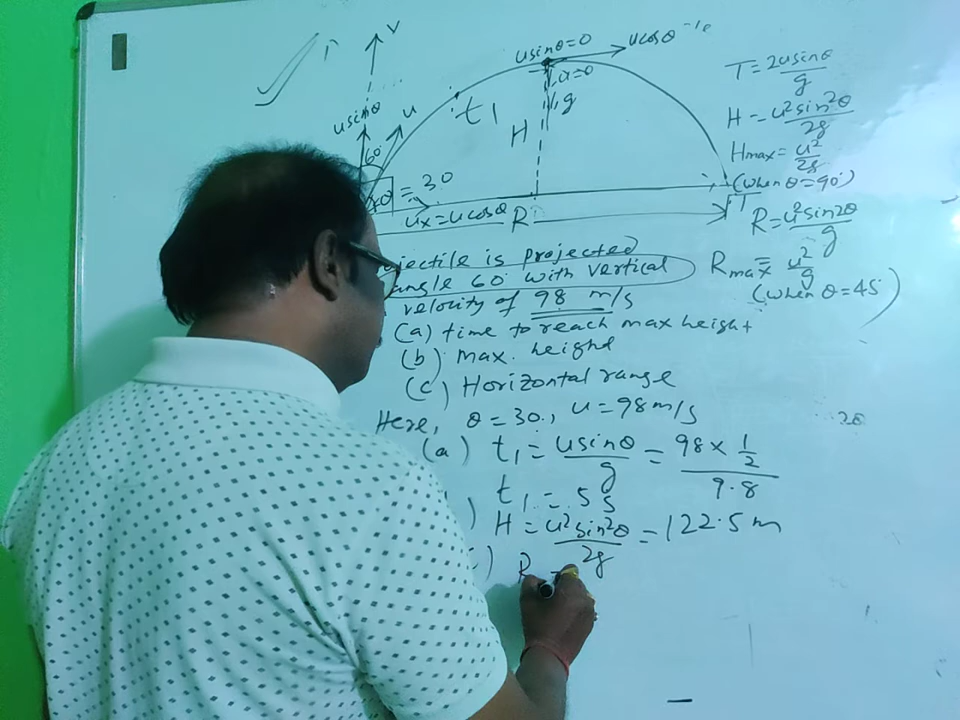 V
usinθ=0
ucosθ
a=0
g
t₁
H
usinθ
u
60°
θ = 30
uₓ = ucosθ
R
T = 2usinθ/g
H = u²sin²θ/2g
Hmax = u²/2g
(when θ=90°)
R = u²sin2θ/g
Rmax = u²/g
(when θ=45°)
jectile is projected
angle 60° with vertical
velocity of 98 m/s
(a) time to reach max height
(b) max. height
(c) Horizontal range
Here, θ = 30°, u = 98 m/s
(a) t₁ = usinθ/g = 98 × 1/2 / 9.8
t₁ = 5 s
) H = u²sin²θ/2g = 122.5 m
) R =